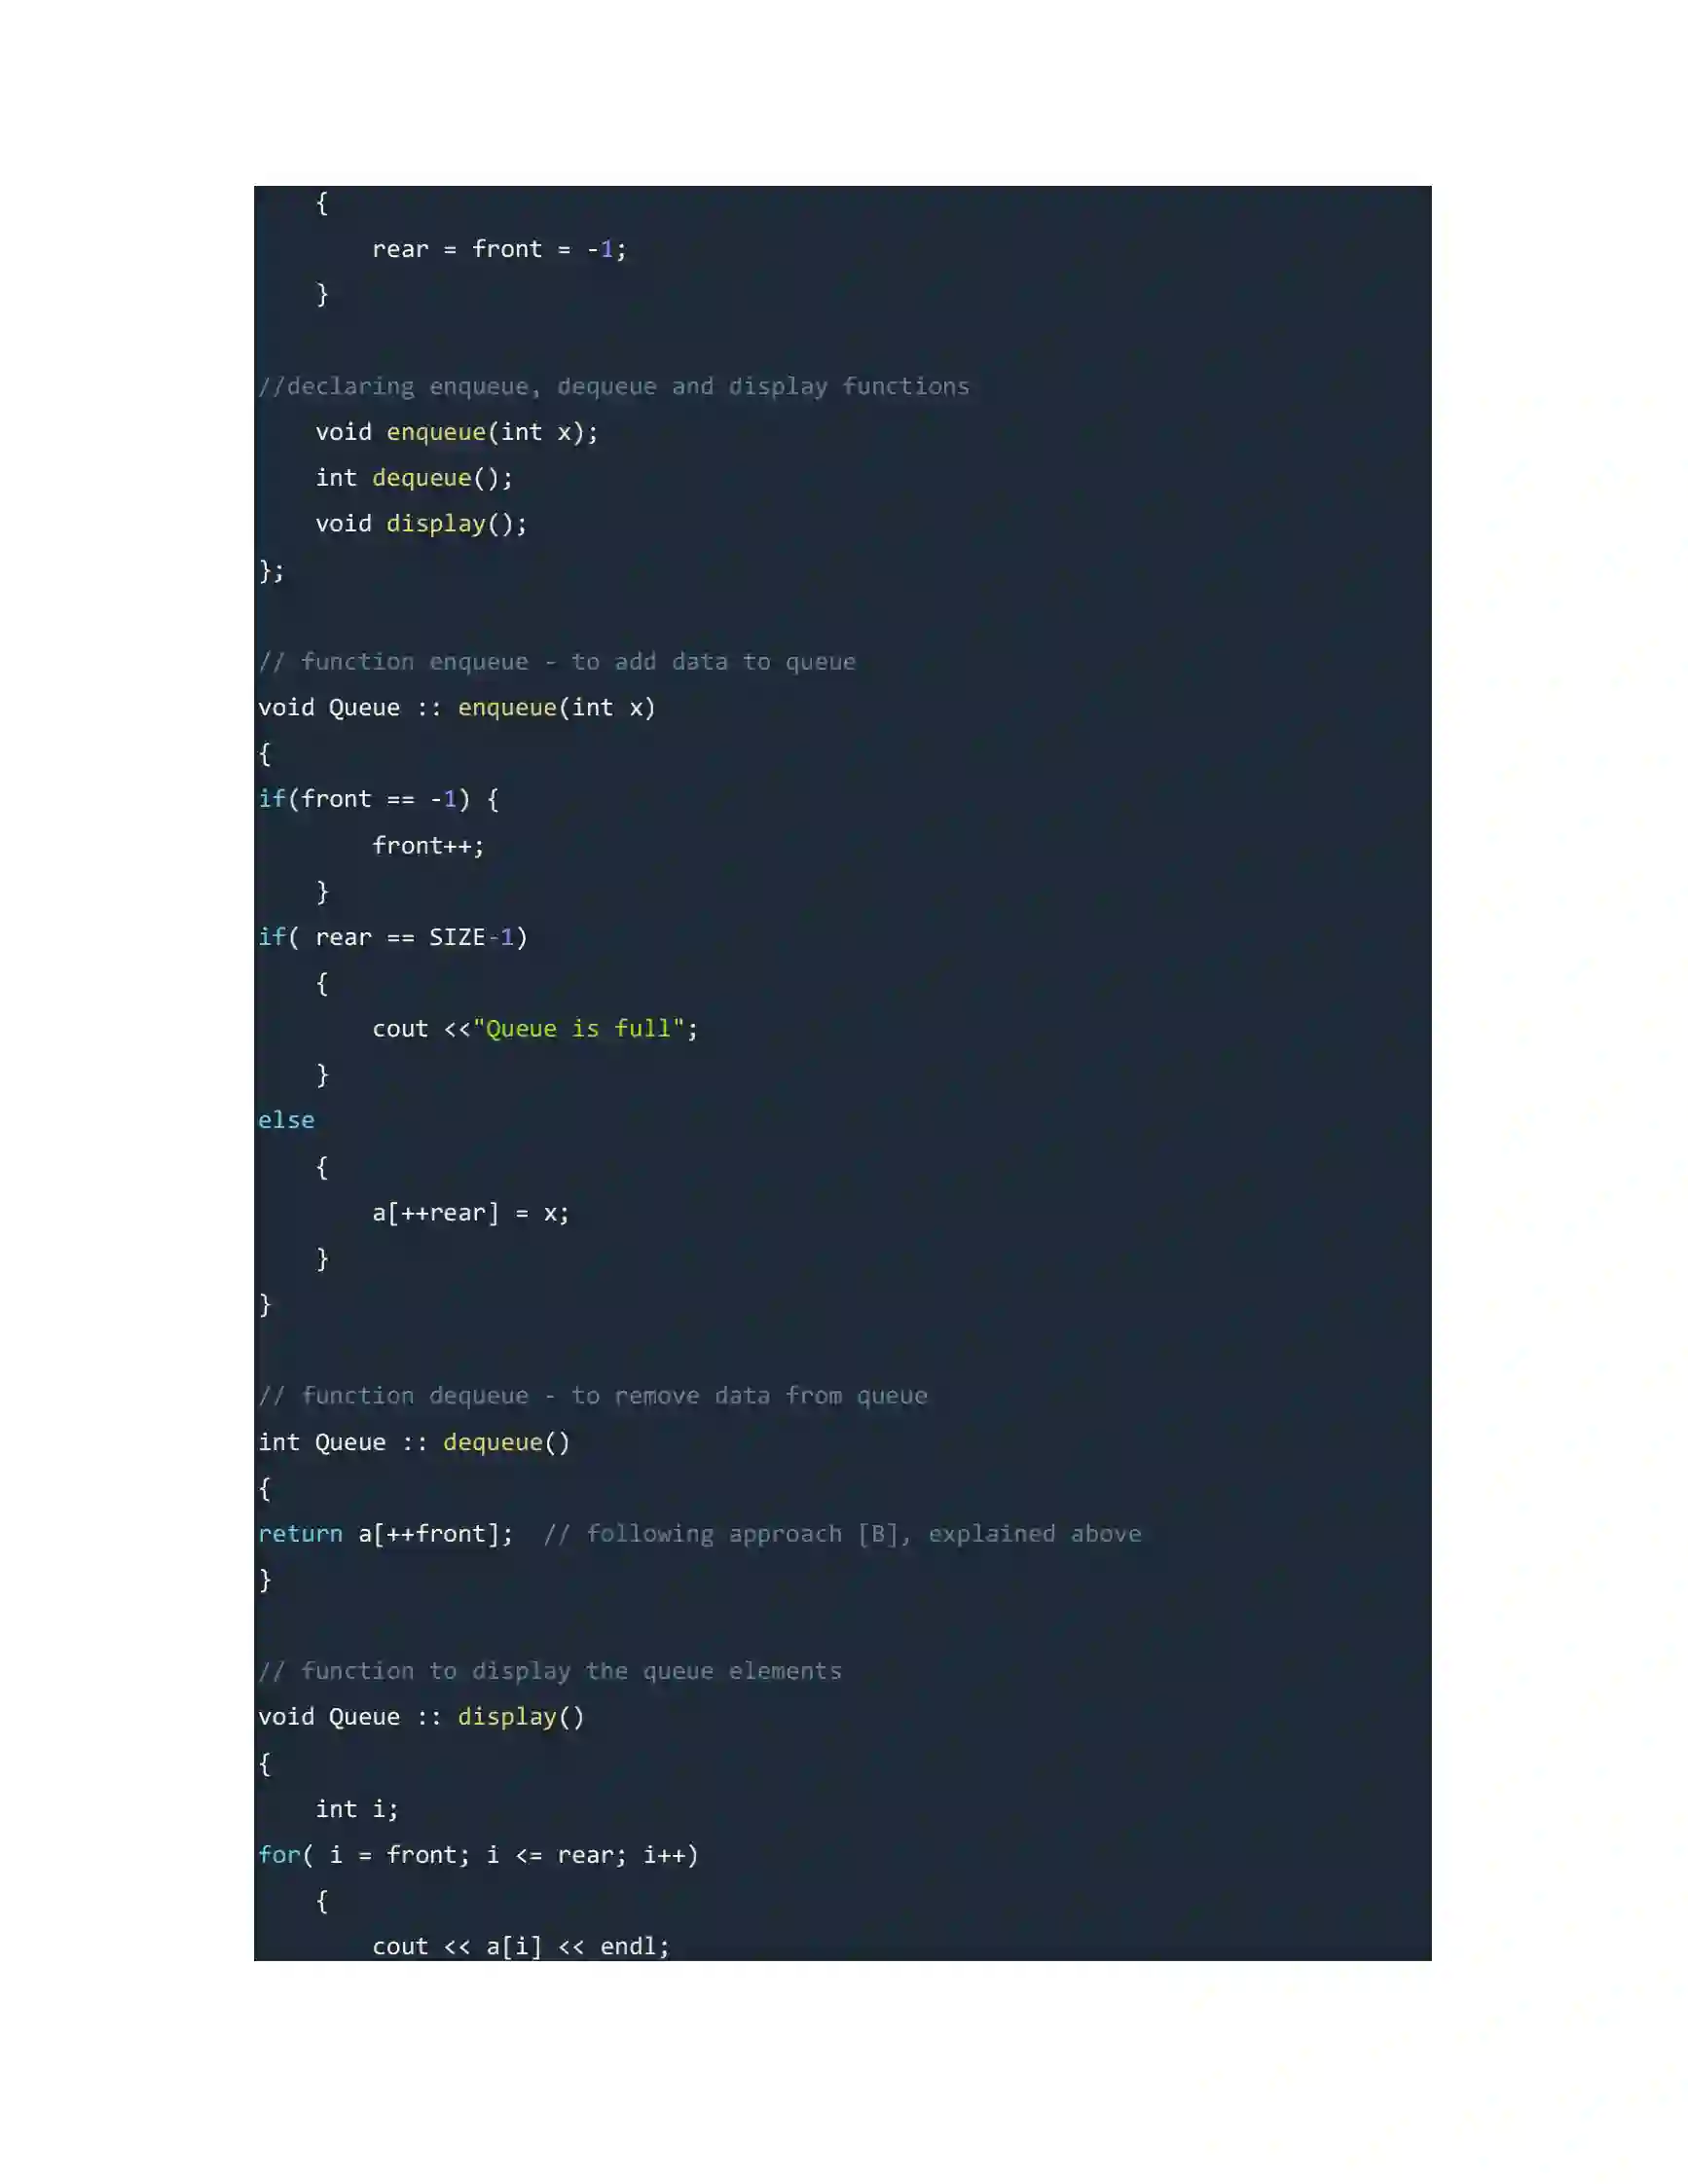 {
rear = front = -1;
}
//declaring enqueue, dequeue and display functions
void enqueue(int x);
int dequeue();
void display();
};
// function enqueue - to add data to queue
void Queue :: enqueue(int x)
{
if(front == -1) {
front++;
}
if( rear == SIZE-1)
{
cout <<"Queue is full";
}
else
{
a[++rear] = x;
}
}
// function dequeue - to remove data from queue
int Queue :: dequeue()
{
return a[++front];  // following approach [B], explained above
}
// function to display the queue elements
void Queue :: display()
{
int i;
for( i = front; i <= rear; i++)
{
cout << a[i] << endl;